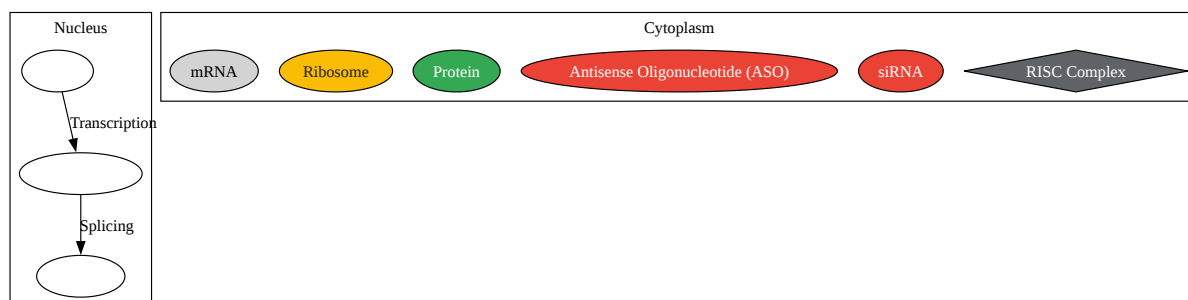 Nucleus
Transcription
Splicing
Cytoplasm
mRNA
Ribosome
Protein
Antisense Oligonucleotide (ASO)
siRNA
RISC Complex